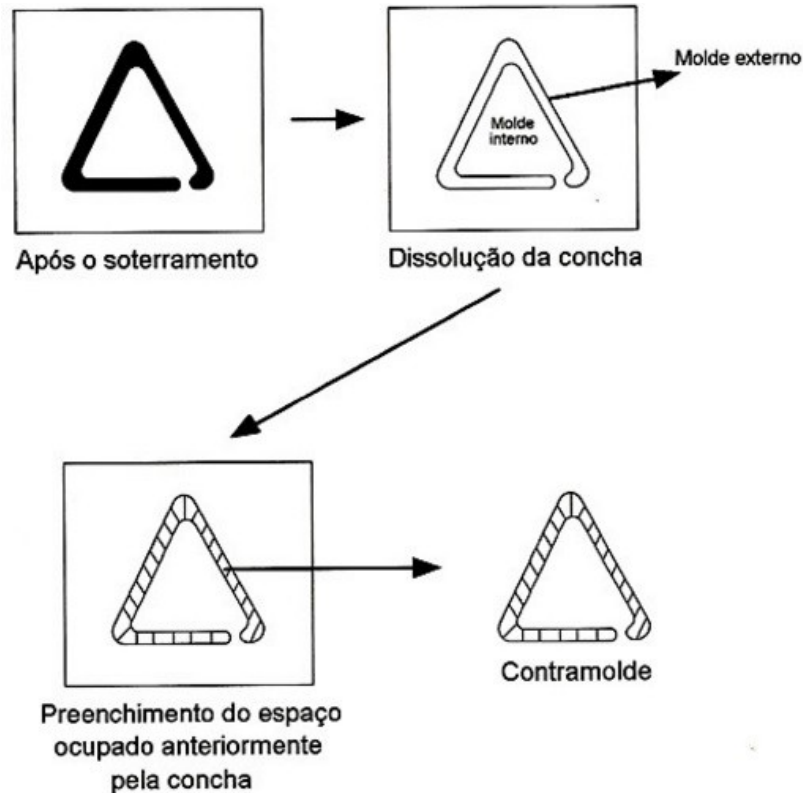 Molde externo
Molde
interno
Após o soterramento
Dissolução da concha
Preenchimento do espaço
ocupado anteriormente
pela concha
Contramolde